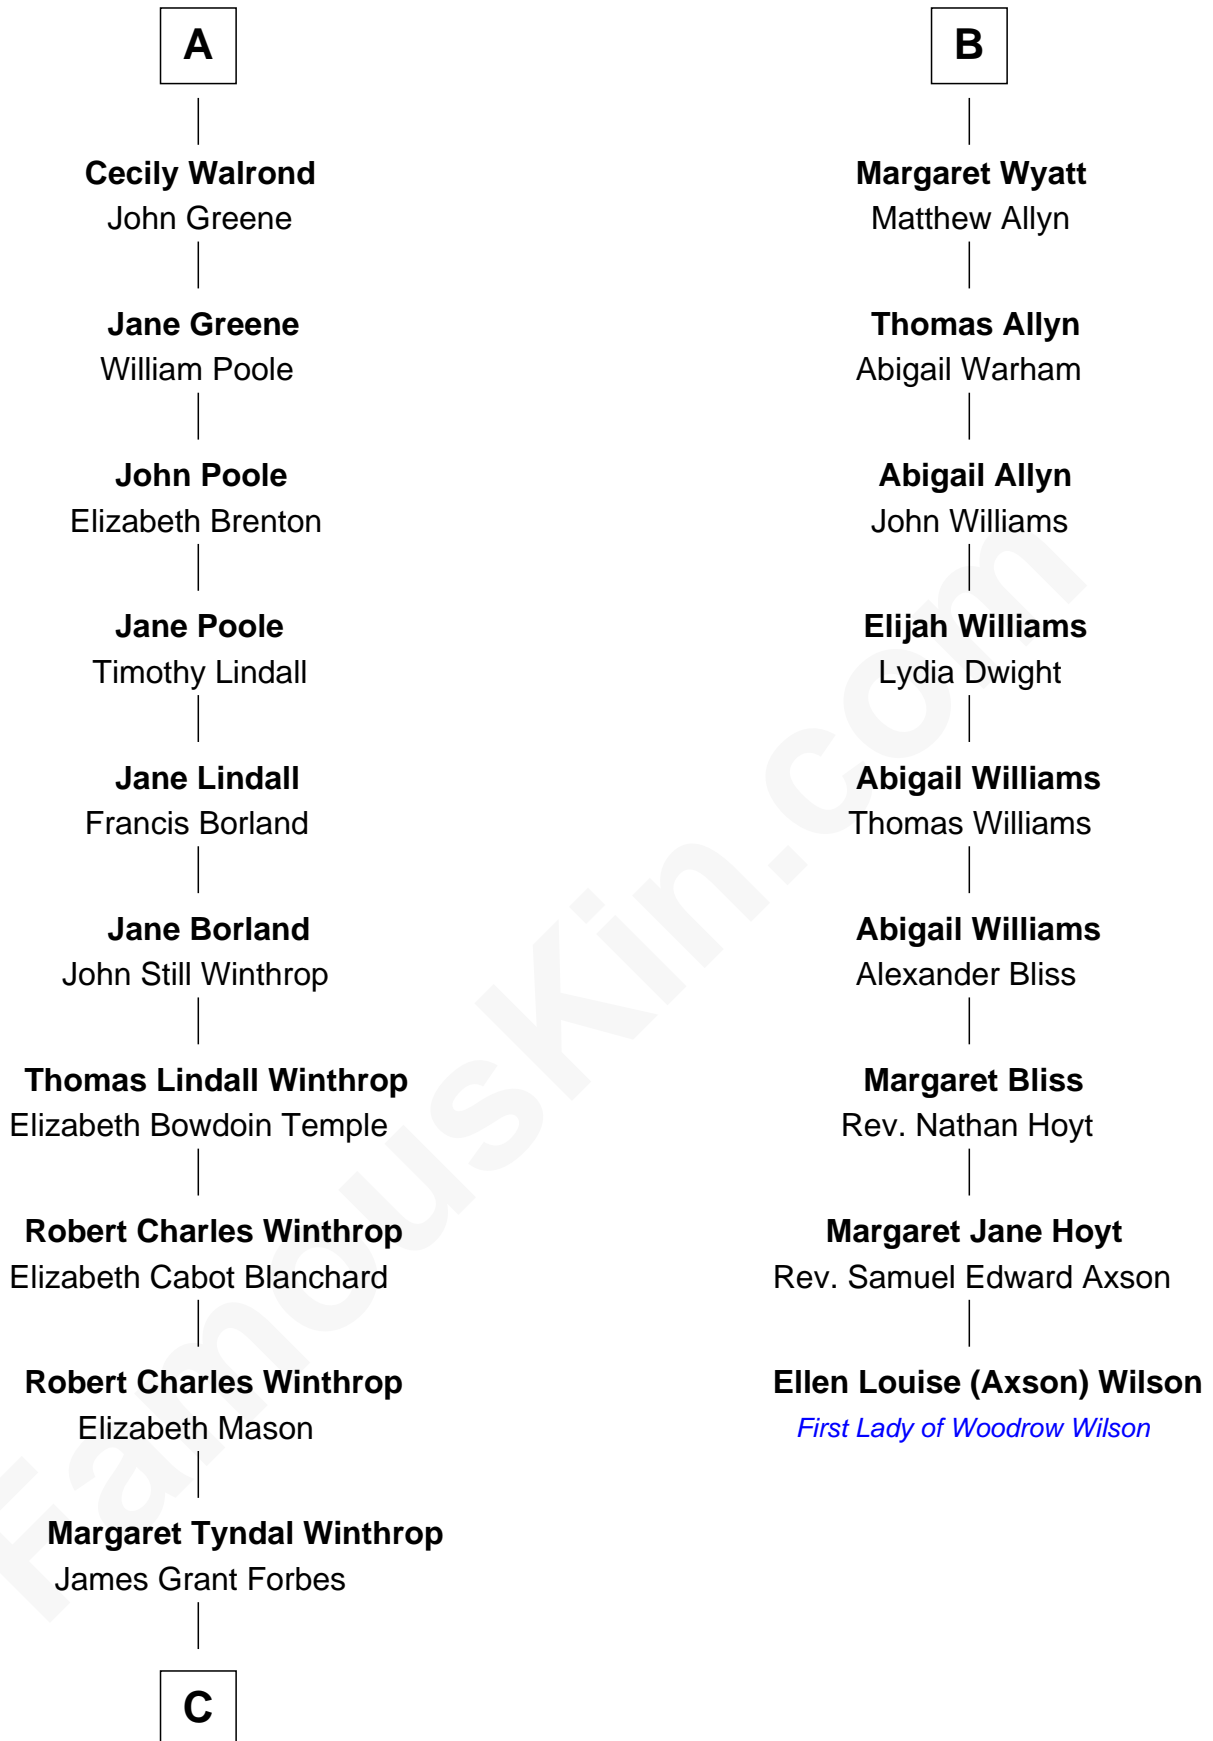 A
Cecily Walrond
John Greene
Jane Greene
William Poole
John Poole
Elizabeth Brenton
Jane Poole
Timothy Lindall
Jane Lindall
Francis Borland
Jane Borland
John Still Winthrop
Thomas Lindall Winthrop
Elizabeth Bowdoin Temple
Robert Charles Winthrop
Elizabeth Cabot Blanchard
Robert Charles Winthrop
Elizabeth Mason
Margaret Tyndal Winthrop
James Grant Forbes
C
B
Margaret Wyatt
Matthew Allyn
Thomas Allyn
Abigail Warham
Abigail Allyn
John Williams
Elijah Williams
Lydia Dwight
Abigail Williams
Thomas Williams
Abigail Williams
Alexander Bliss
Margaret Bliss
Rev. Nathan Hoyt
Margaret Jane Hoyt
Rev. Samuel Edward Axson
Ellen Louise (Axson) Wilson
First Lady of Woodrow Wilson
FamousKin.com